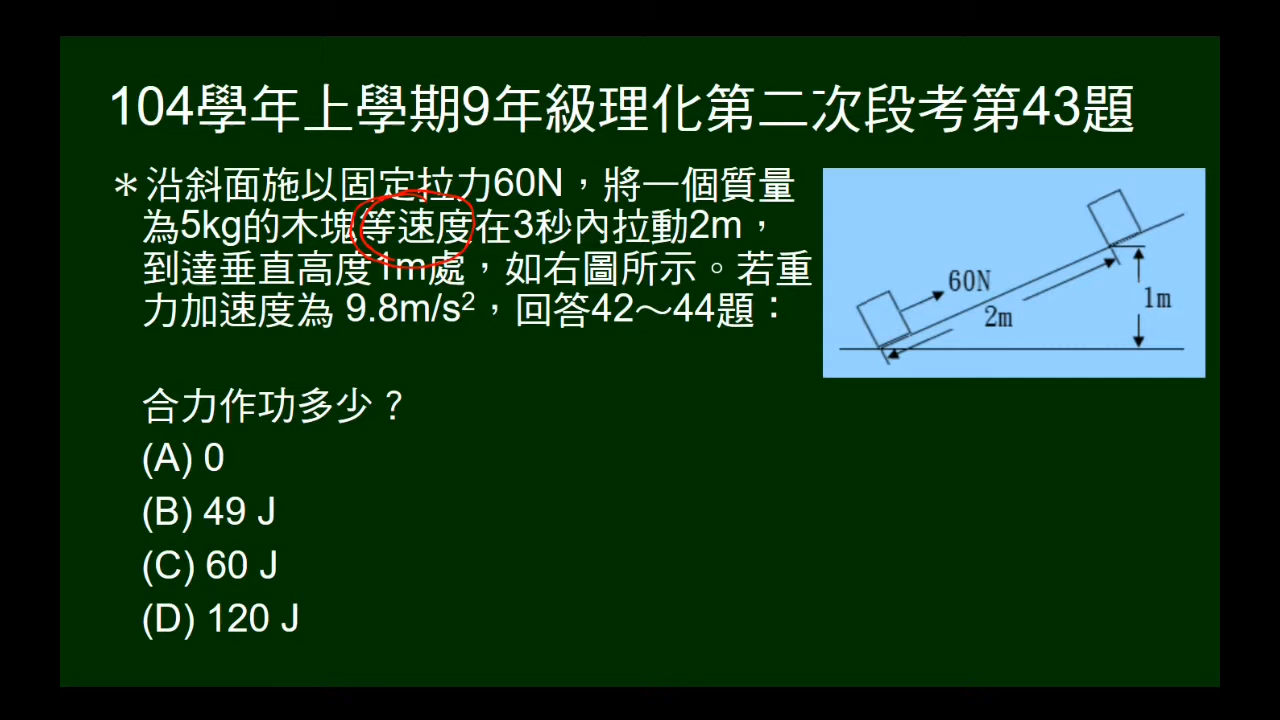 104學年上學期9年級理化第二次段考第43題
＊沿斜面施以固定拉力60N，將一個質量
為5kg的木塊等速度在3秒內拉動2m，
到達垂直高度1m處，如右圖所示。若重
力加速度為 9.8m/s²，回答42～44題：
60N
2m
1m
合力作功多少？
(A) 0
(B) 49 J
(C) 60 J
(D) 120 J